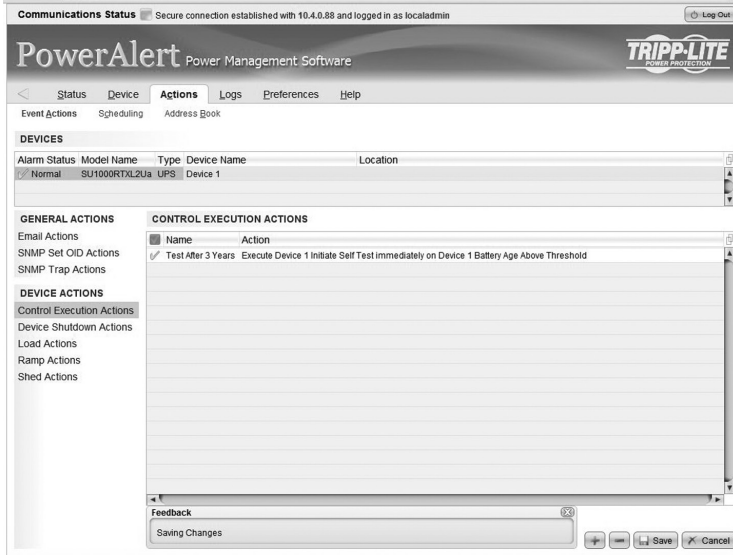 Communications Status Secure connection established with 10.4.0.88 and logged in as localadmin Log Out
PowerAlert Power Management Software TRIPP·LITE
POWER PROTECTION
Status Device Actions Logs Preferences Help
Event Actions Scheduling Address Book
DEVICES
Alarm Status Model Name Type Device Name Location
Normal SU1000RTXL2Ua UPS Device 1
GENERAL ACTIONS
Email Actions
SNMP Set OID Actions
SNMP Trap Actions
DEVICE ACTIONS
Control Execution Actions
Device Shutdown Actions
Load Actions
Ramp Actions
Shed Actions
CONTROL EXECUTION ACTIONS
Name Action
Test After 3 Years Execute Device 1 Initiate Self Test immediately on Device 1 Battery Age Above Threshold
Feedback
Saving Changes
Save Cancel